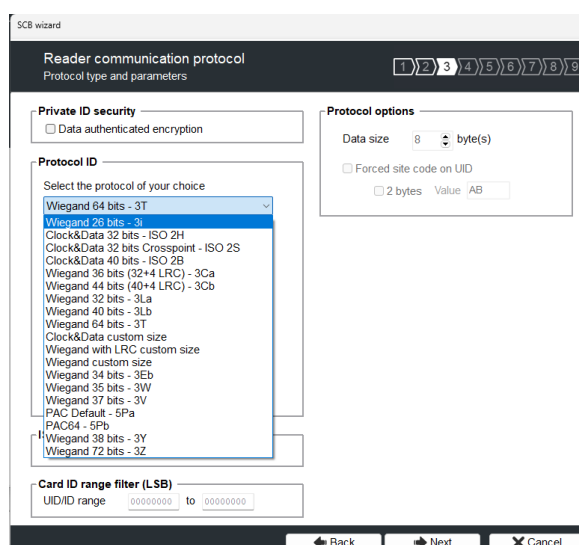 SCB wizard
Reader communication protocol
Protocol type and parameters
1 2 3 4 5 6 7 8 9
Private ID security
Data authenticated encryption
Protocol ID
Select the protocol of your choice
Wiegand 64 bits - 3T
Wiegand 26 bits - 3i
Clock&Data 32 bits - ISO 2H
Clock&Data 32 bits Crosspoint - ISO 2S
Clock&Data 40 bits - ISO 2B
Wiegand 36 bits (32+4 LRC) - 3Ca
Wiegand 44 bits (40+4 LRC) - 3Cb
Wiegand 32 bits - 3La
Wiegand 40 bits - 3Lb
Wiegand 64 bits - 3T
Clock&Data custom size
Wiegand with LRC custom size
Wiegand custom size
Wiegand 34 bits - 3Eb
Wiegand 35 bits - 3W
Wiegand 37 bits - 3V
PAC Default - 5Pa
PAC64 - 5Pb
Wiegand 38 bits - 3Y
Wiegand 72 bits - 3Z
Card ID range filter (LSB)
UID/ID range 00000000 to 00000000
Protocol options
Data size 8 byte(s)
Forced site code on UID
2 bytes Value AB
Back Next Cancel